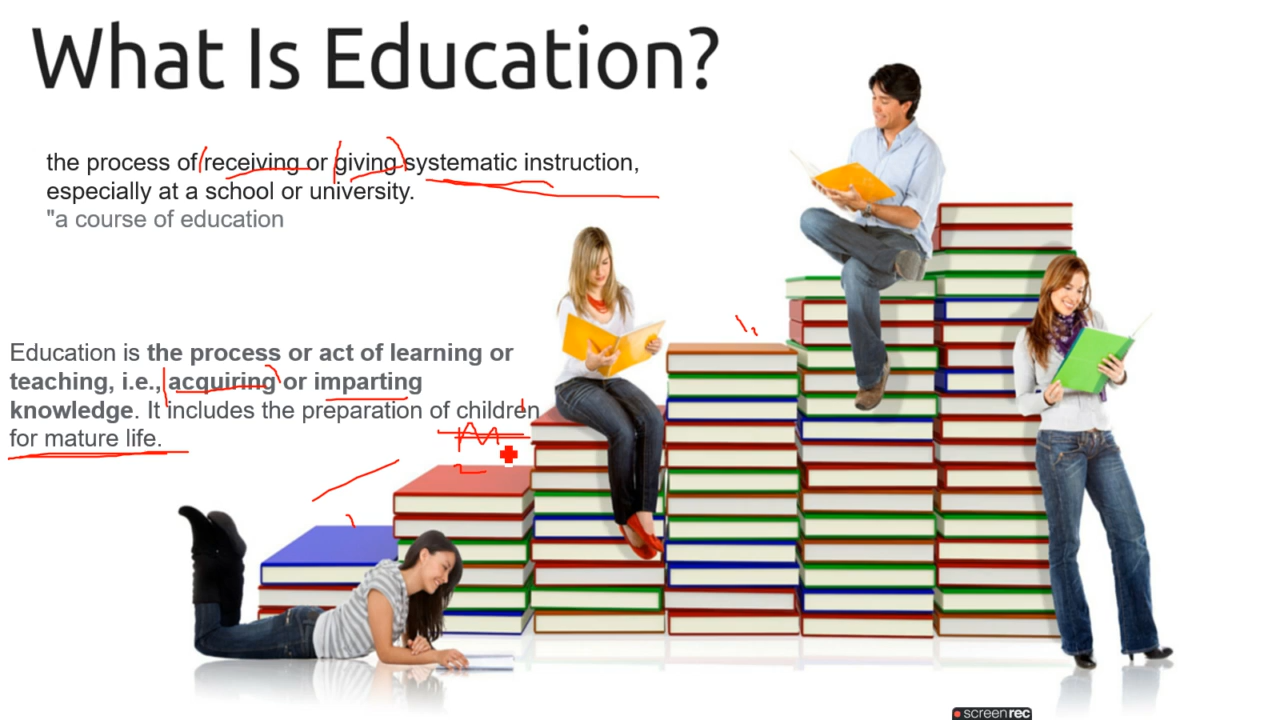 What Is Education?
the process of receiving or giving systematic instruction,
especially at a school or university.
"a course of education
Education is the process or act of learning or
teaching, i.e., acquiring or imparting
knowledge. It includes the preparation of children
for mature life.
screenrec